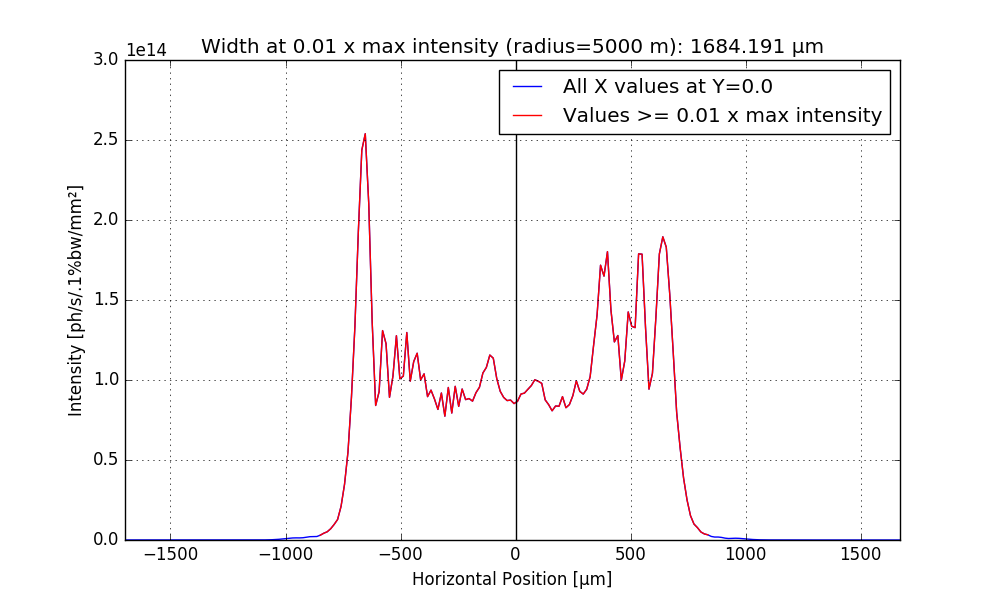 Width at 0.01 x max intensity (radius=5000 m): 1684.191 μm
1e14
All X values at Y=0.0
Values >= 0.01 x max intensity
3.0
2.5
2.0
1.5
1.0
0.5
0.0
Intensity [ph/s/.1%bw/mm²]
−1500 −1000 −500 0 500 1000 1500
Horizontal Position [μm]